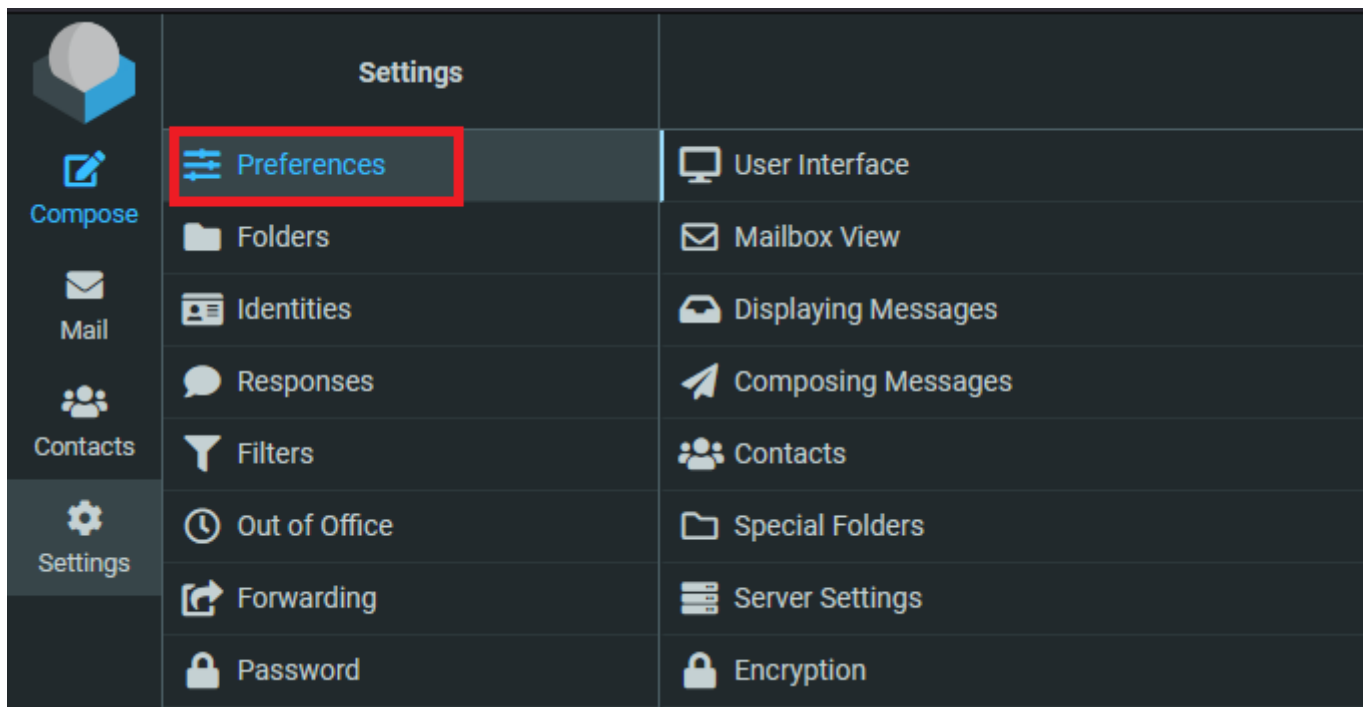 Settings
Compose
Mail
Contacts
Settings
Preferences
Folders
Identities
Responses
Filters
Out of Office
Forwarding
Password
User Interface
Mailbox View
Displaying Messages
Composing Messages
Contacts
Special Folders
Server Settings
Encryption